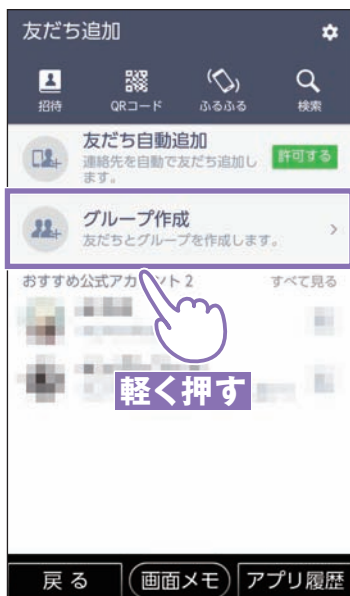 友だち追加
招待
QRコード
ふるふる
検索
友だち自動追加
連絡先を自動で友だち追加し
ます。
許可する
グループ作成
友だちとグループを作成します。
おすすめ公式アカ ント 2
すべて見る
軽く押す
戻る
画面メモ
アプリ履歴